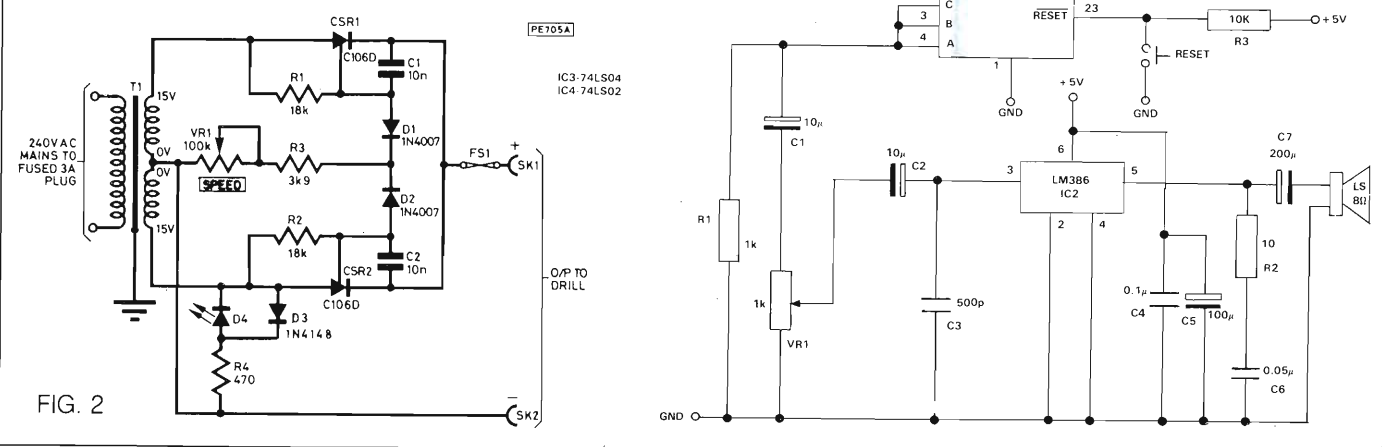 CSR1
C106D
PE705A
C1
10n
IC3-74LS04
IC4-74LS02
T1
15V
R1
18k
240V AC
MAINS TO
FUSED 3A
PLUG
VR1
100k
0V
0V
SPEED
R3
3k9
D1
1N4007
D2
1N4007
FS1
+
SK1
15V
R2
18k
C2
10n
CSR2
C106D
O/P TO
DRILL
D4
D3
1N4148
R4
470
−
SK2
FIG. 2
C
3
B
4
A
1
GND
RESET
23
10K
R3
+5V
RESET
GND
+5V
10μ
C1
R1
1k
1k
VR1
10μ
C2
3
6
LM386
IC2
5
2
4
500p
C3
0.1μ
C4
C5
100μ
10
R2
0.05μ
C6
C7
200μ
LS
8Ω
GND